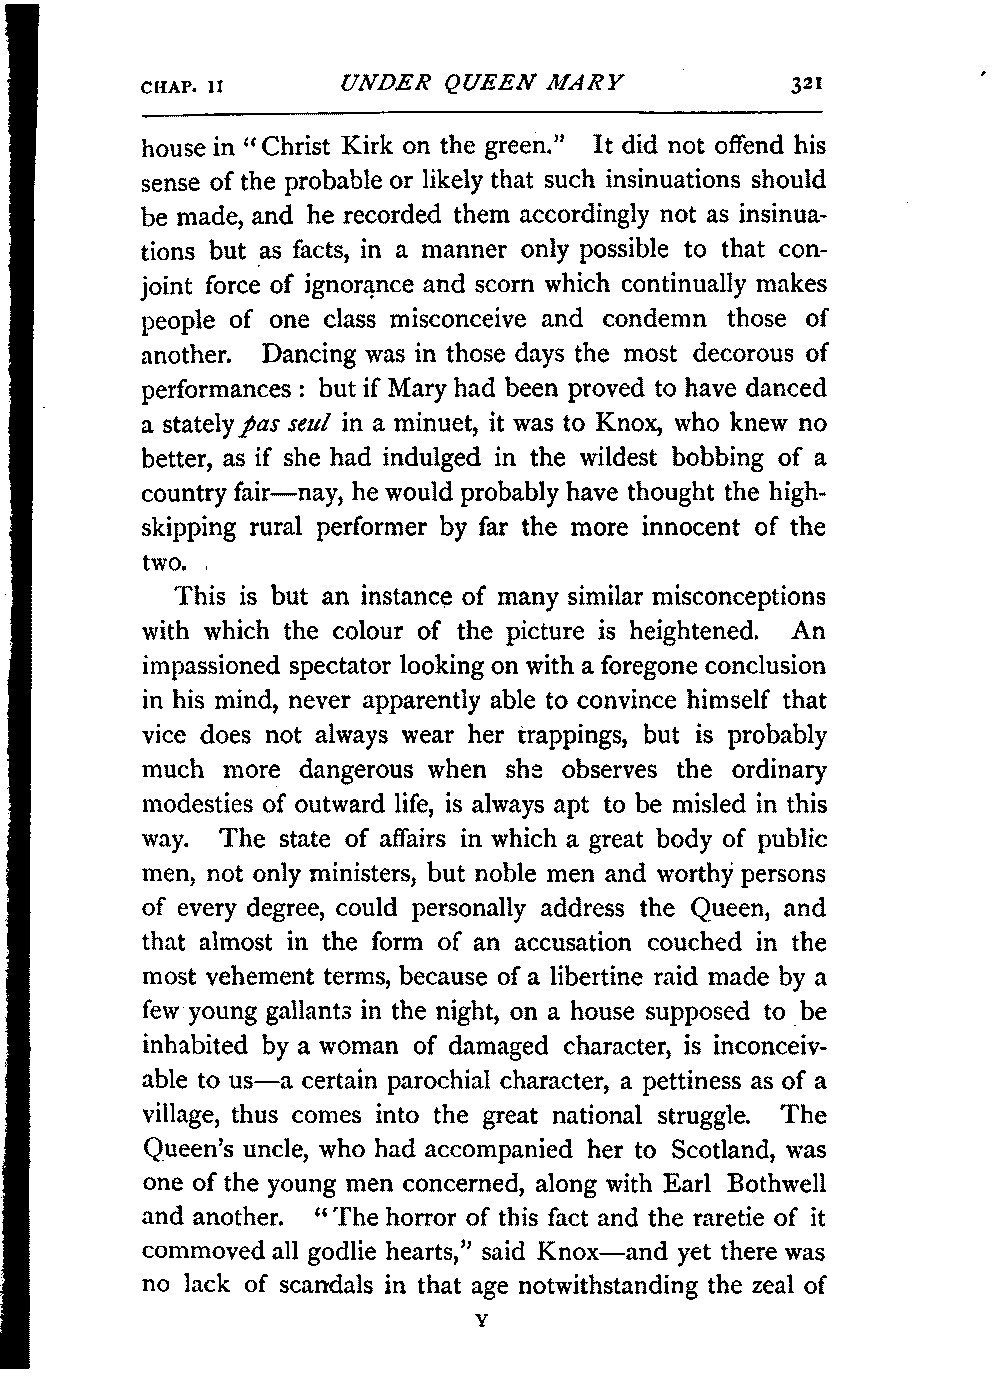 CHAP. II UNDER QUEEN MARY 321
house in "Christ Kirk on the green." It did not offend his
sense of the probable or likely that such insinuations should
be made, and he recorded them accordingly not as insinua-
tions but as facts, in a manner only possible to that con-
joint force of ignorance and scorn which continually makes
people of one class misconceive and condemn those of
another. Dancing was in those days the most decorous of
performances : but if Mary had been proved to have danced
a stately pas seul in a minuet, it was to Knox, who knew no
better, as if she had indulged in the wildest bobbing of a
country fair—nay, he would probably have thought the high-
skipping rural performer by far the more innocent of the
two.
This is but an instance of many similar misconceptions
with which the colour of the picture is heightened. An
impassioned spectator looking on with a foregone conclusion
in his mind, never apparently able to convince himself that
vice does not always wear her trappings, but is probably
much more dangerous when she observes the ordinary
modesties of outward life, is always apt to be misled in this
way. The state of affairs in which a great body of public
men, not only ministers, but noble men and worthy persons
of every degree, could personally address the Queen, and
that almost in the form of an accusation couched in the
most vehement terms, because of a libertine raid made by a
few young gallants in the night, on a house supposed to be
inhabited by a woman of damaged character, is inconceiv-
able to us—a certain parochial character, a pettiness as of a
village, thus comes into the great national struggle. The
Queen's uncle, who had accompanied her to Scotland, was
one of the young men concerned, along with Earl Bothwell
and another. "The horror of this fact and the raretie of it
commoved all godlie hearts," said Knox—and yet there was
no lack of scandals in that age notwithstanding the zeal of
Y